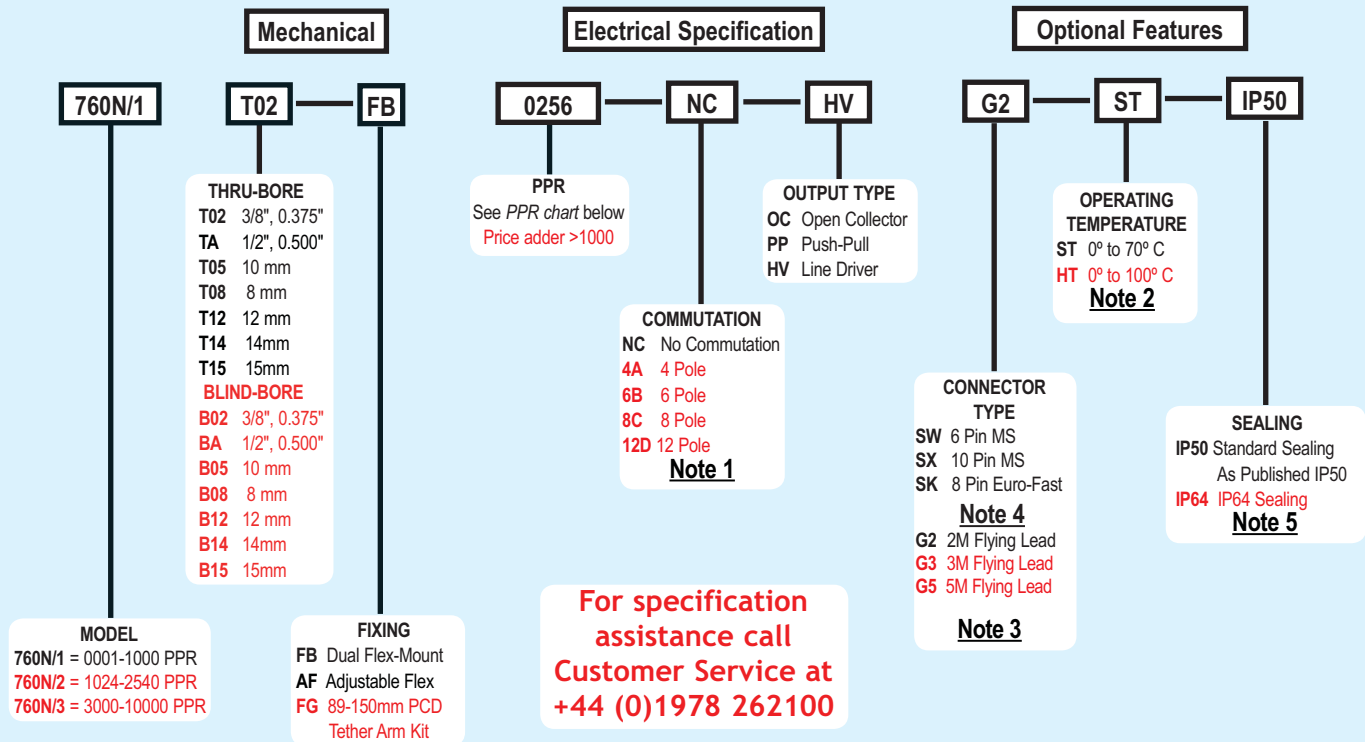 Mechanical
Electrical Specification
Optional Features
760N/1
T02
FB
0256
NC
HV
G2
ST
IP50
THRU-BORE
T02 3/8", 0.375"
TA 1/2", 0.500"
T05 10 mm
T08 8 mm
T12 12 mm
T14 14mm
T15 15mm
BLIND-BORE
B02 3/8", 0.375"
BA 1/2", 0.500"
B05 10 mm
B08 8 mm
B12 12 mm
B14 14mm
B15 15mm
PPR
See PPR chart below
Price adder >1000
OUTPUT TYPE
OC Open Collector
PP Push-Pull
HV Line Driver
COMMUTATION
NC No Commutation
4A 4 Pole
6B 6 Pole
8C 8 Pole
12D 12 Pole
Note 1
OPERATING
TEMPERATURE
ST 0º to 70º C
HT 0º to 100º C
Note 2
CONNECTOR
TYPE
SW 6 Pin MS
SX 10 Pin MS
SK 8 Pin Euro-Fast
Note 4
G2 2M Flying Lead
G3 3M Flying Lead
G5 5M Flying Lead
Note 3
SEALING
IP50 Standard Sealing
As Published IP50
IP64 IP64 Sealing
Note 5
MODEL
760N/1 = 0001-1000 PPR
760N/2 = 1024-2540 PPR
760N/3 = 3000-10000 PPR
FIXING
FB Dual Flex-Mount
AF Adjustable Flex
FG 89-150mm PCD
Tether Arm Kit
For specification
assistance call
Customer Service at
+44 (0)1978 262100